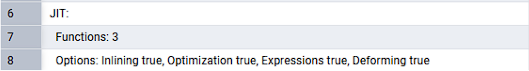 6 JIT:
7 Functions: 3
8 Options: Inlining true, Optimization true, Expressions true, Deforming true